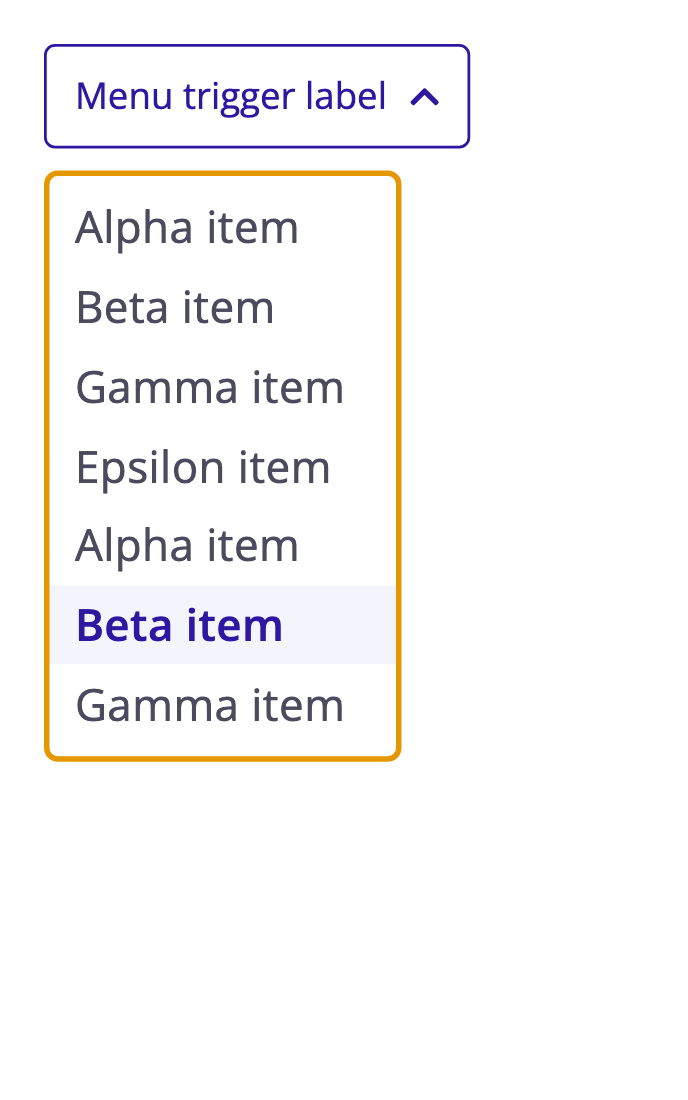 Menu trigger label
Alpha item
Beta item
Gamma item
Epsilon item
Alpha item
Beta item
Gamma item